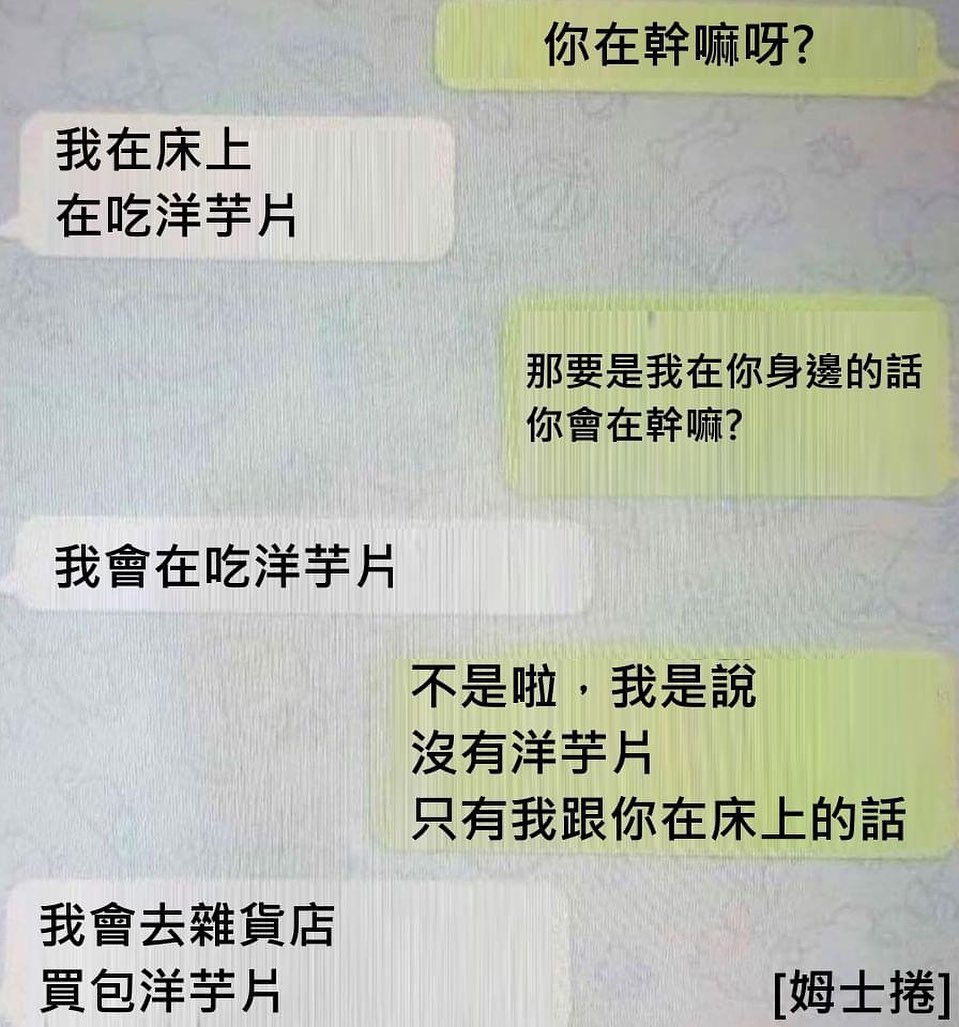 你在幹嘛呀?
我在床上
在吃洋芋片
那要是我在你身邊的話
你會在幹嘛?
我會在吃洋芋片
不是啦，我是說
沒有洋芋片
只有我跟你在床上的話
我會去雜貨店
買包洋芋片
[姆士捲]